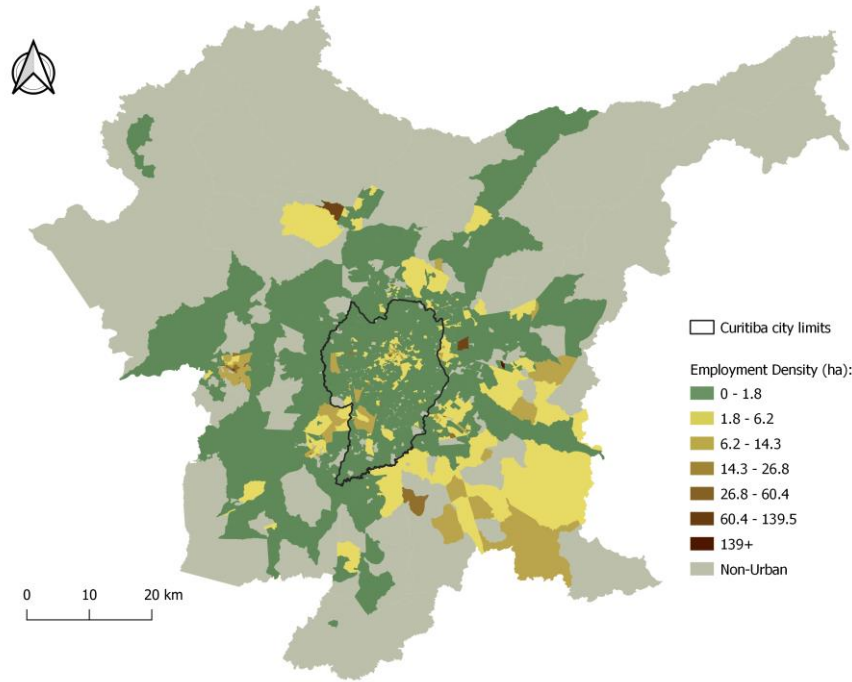 Curitiba city limits
Employment Density (ha):
0 - 1.8
1.8 - 6.2
6.2 - 14.3
14.3 - 26.8
26.8 - 60.4
60.4 - 139.5
139+
Non-Urban
0 10 20 km